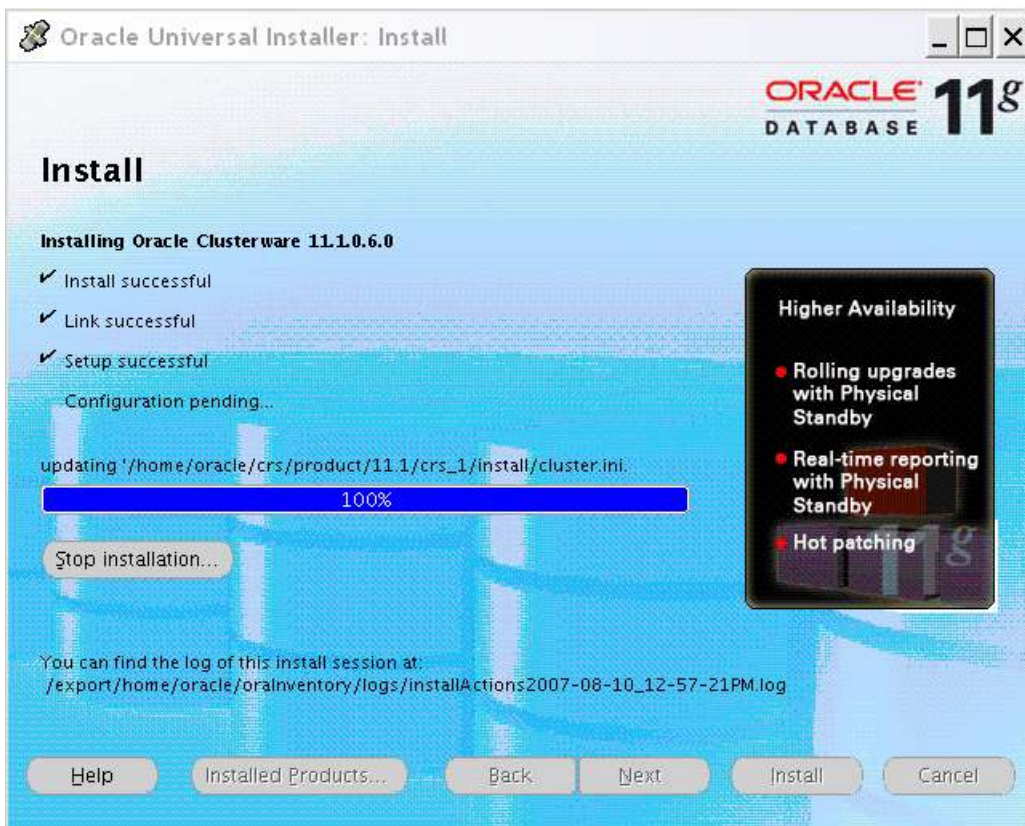 Oracle Universal Installer: Install
ORACLE 11g
DATABASE
Install
Installing Oracle Clusterware 11.1.0.6.0
Install successful
Link successful
Setup successful
Configuration pending...
updating '/home/oracle/crs/product/11.1/crs_1/install/cluster.ini.
100%
Stop installation...
Higher Availability
Rolling upgrades
with Physical
Standby
Real-time reporting
with Physical
Standby
Hot patching
11g
You can find the log of this install session at:
/export/home/oracle/oraInventory/logs/installActions2007-08-10_12-57-21PM.log
Help Installed Products... Back Next Install Cancel